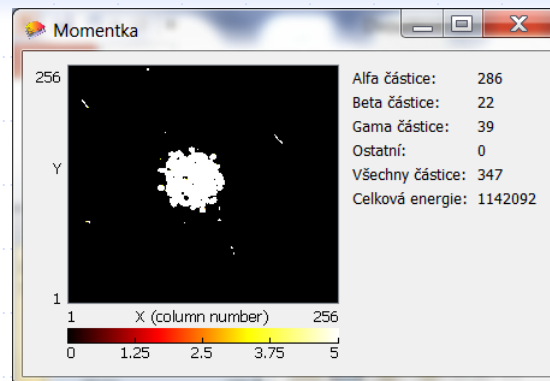 Momentka
256
Y
1
1 X (column number) 256
0 1.25 2.5 3.75 5
Alfa částice: 286
Beta částice: 22
Gama částice: 39
Ostatní: 0
Všechny částice: 347
Celková energie: 1142092